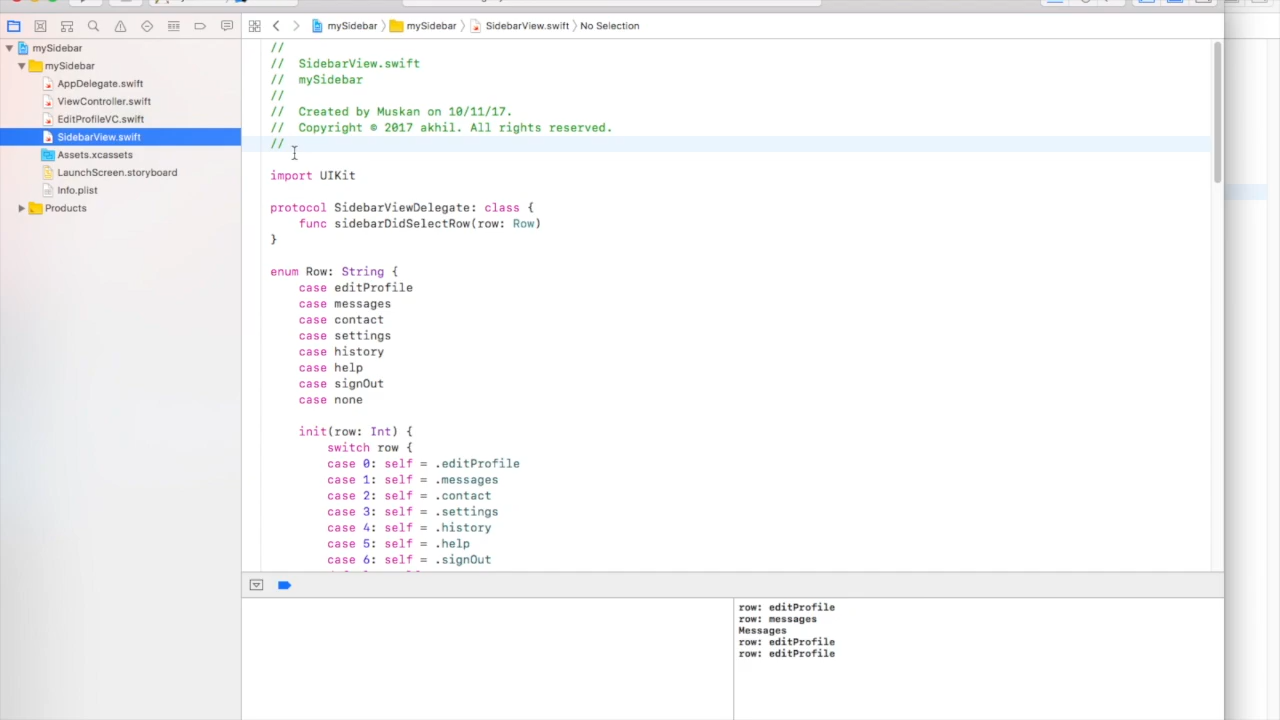 mySidebar
mySidebar
SidebarView.swift
No Selection
mySidebar
mySidebar
AppDelegate.swift
ViewController.swift
EditProfileVC.swift
SidebarView.swift
Assets.xcassets
LaunchScreen.storyboard
Info.plist
Products
//
//  SidebarView.swift
//  mySidebar
//
//  Created by Muskan on 10/11/17.
//  Copyright © 2017 akhil. All rights reserved.
//
import UIKit
protocol SidebarViewDelegate: class {
    func sidebarDidSelectRow(row: Row)
}
enum Row: String {
    case editProfile
    case messages
    case contact
    case settings
    case history
    case help
    case signOut
    case none
    init(row: Int) {
        switch row {
        case 0: self = .editProfile
        case 1: self = .messages
        case 2: self = .contact
        case 3: self = .settings
        case 4: self = .history
        case 5: self = .help
        case 6: self = .signOut
row: editProfile
row: messages
Messages
row: editProfile
row: editProfile